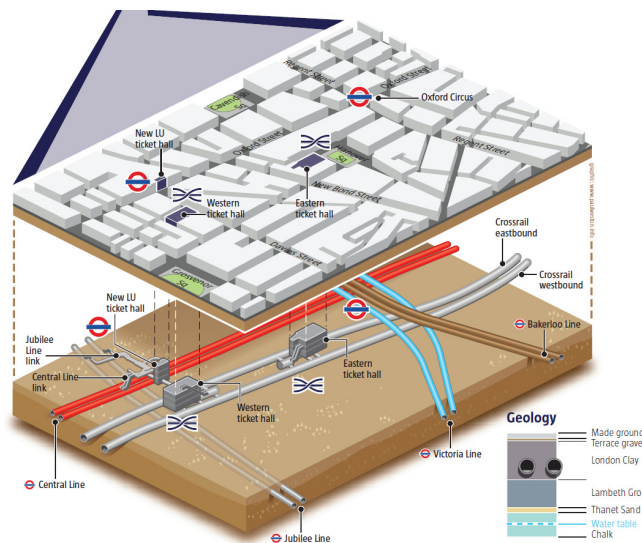 Regent Street
Oxford Street
Oxford Circus
Cavendish
Sq
New LU
ticket hall
Oxford Street
Hanover
Sq
Regent Street
Western
ticket hall
Eastern
ticket hall
New Bond Street
Davies Street
Grosvenor
Sq
Crossrail
eastbound
Crossrail
westbound
New LU
ticket hall
Jubilee
Line
link
Central Line
link
Bakerloo Line
Eastern
ticket hall
Western
ticket hall
Victoria Line
Central Line
Jubilee Line
Geology
Made ground
Terrace grave
London Clay
Lambeth Gro
Thanet Sand
Water table
Chalk